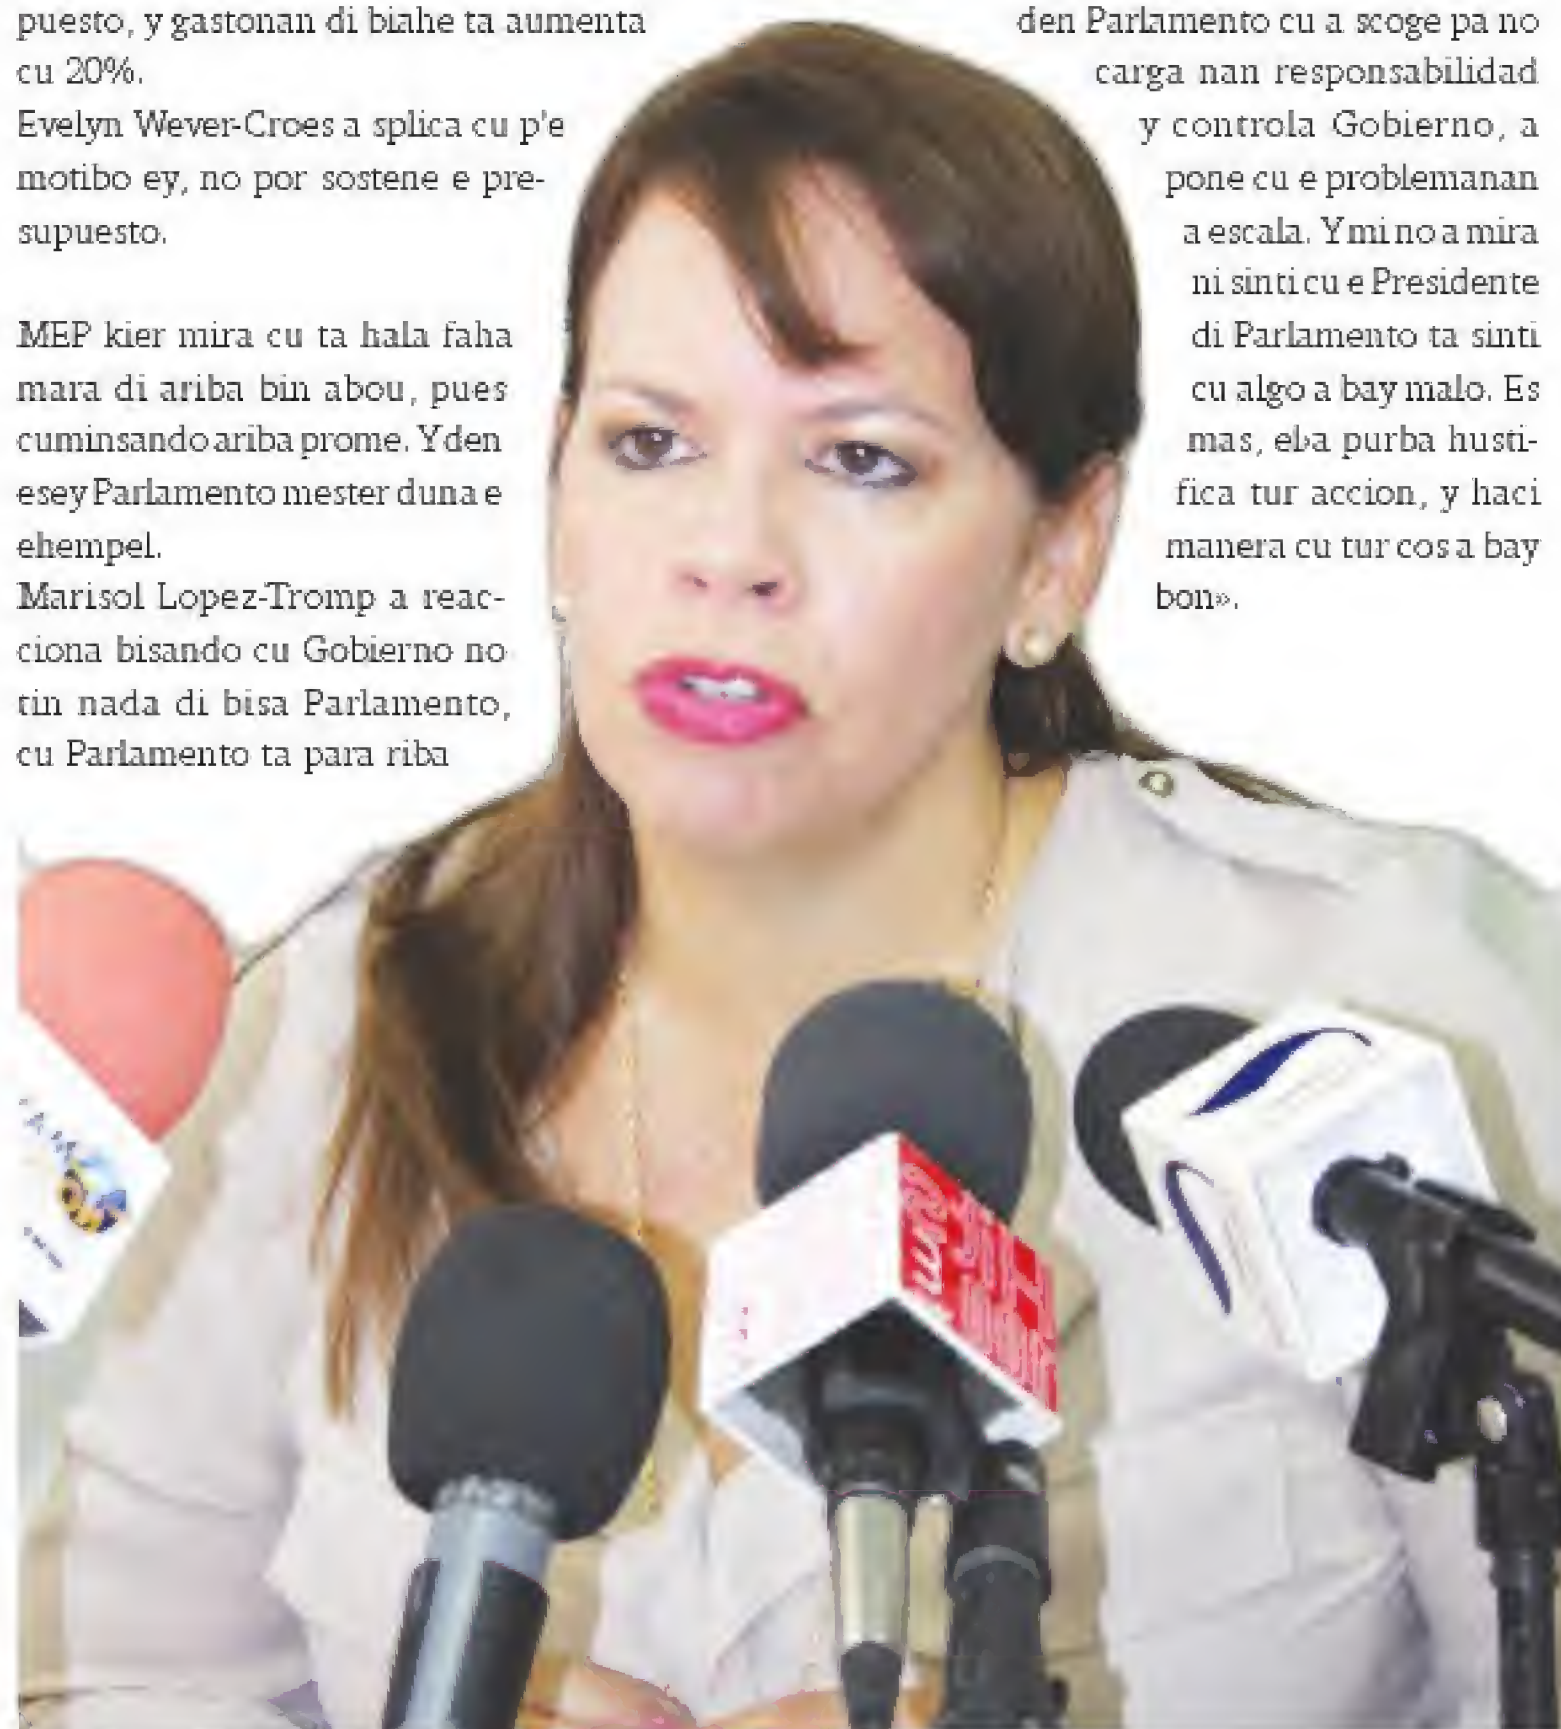 puesto, y gastonan di biahe ta aumenta
cu 20%.
Evelyn Wever-Croes a splica cu p'e
motibo ey, no por sostene e pre-
supuesto.
MEP kier mira cu ta hala faha
mara di ariba bin abou, pues
cuminsando ariba prome. Y den
esey Parlamento mester duna e
ehempel.
Marisol Lopez-Tromp a reac-
ciona bisando cu Gobierno no
tin nada di bisa Parlamento,
cu Parlamento ta para riba
den Parlamento cu a scoge pa no
carga nan responsabilidad
y controla Gobierno, a
pone cu e problemanan
a escala. Y mi no a mira
ni sinti cu e Presidente
di Parlamento ta sinti
cu algo a bay malo. Es
mas, eba purba husti-
fica tur accion, y haci
manera cu tur cos a bay
bon».